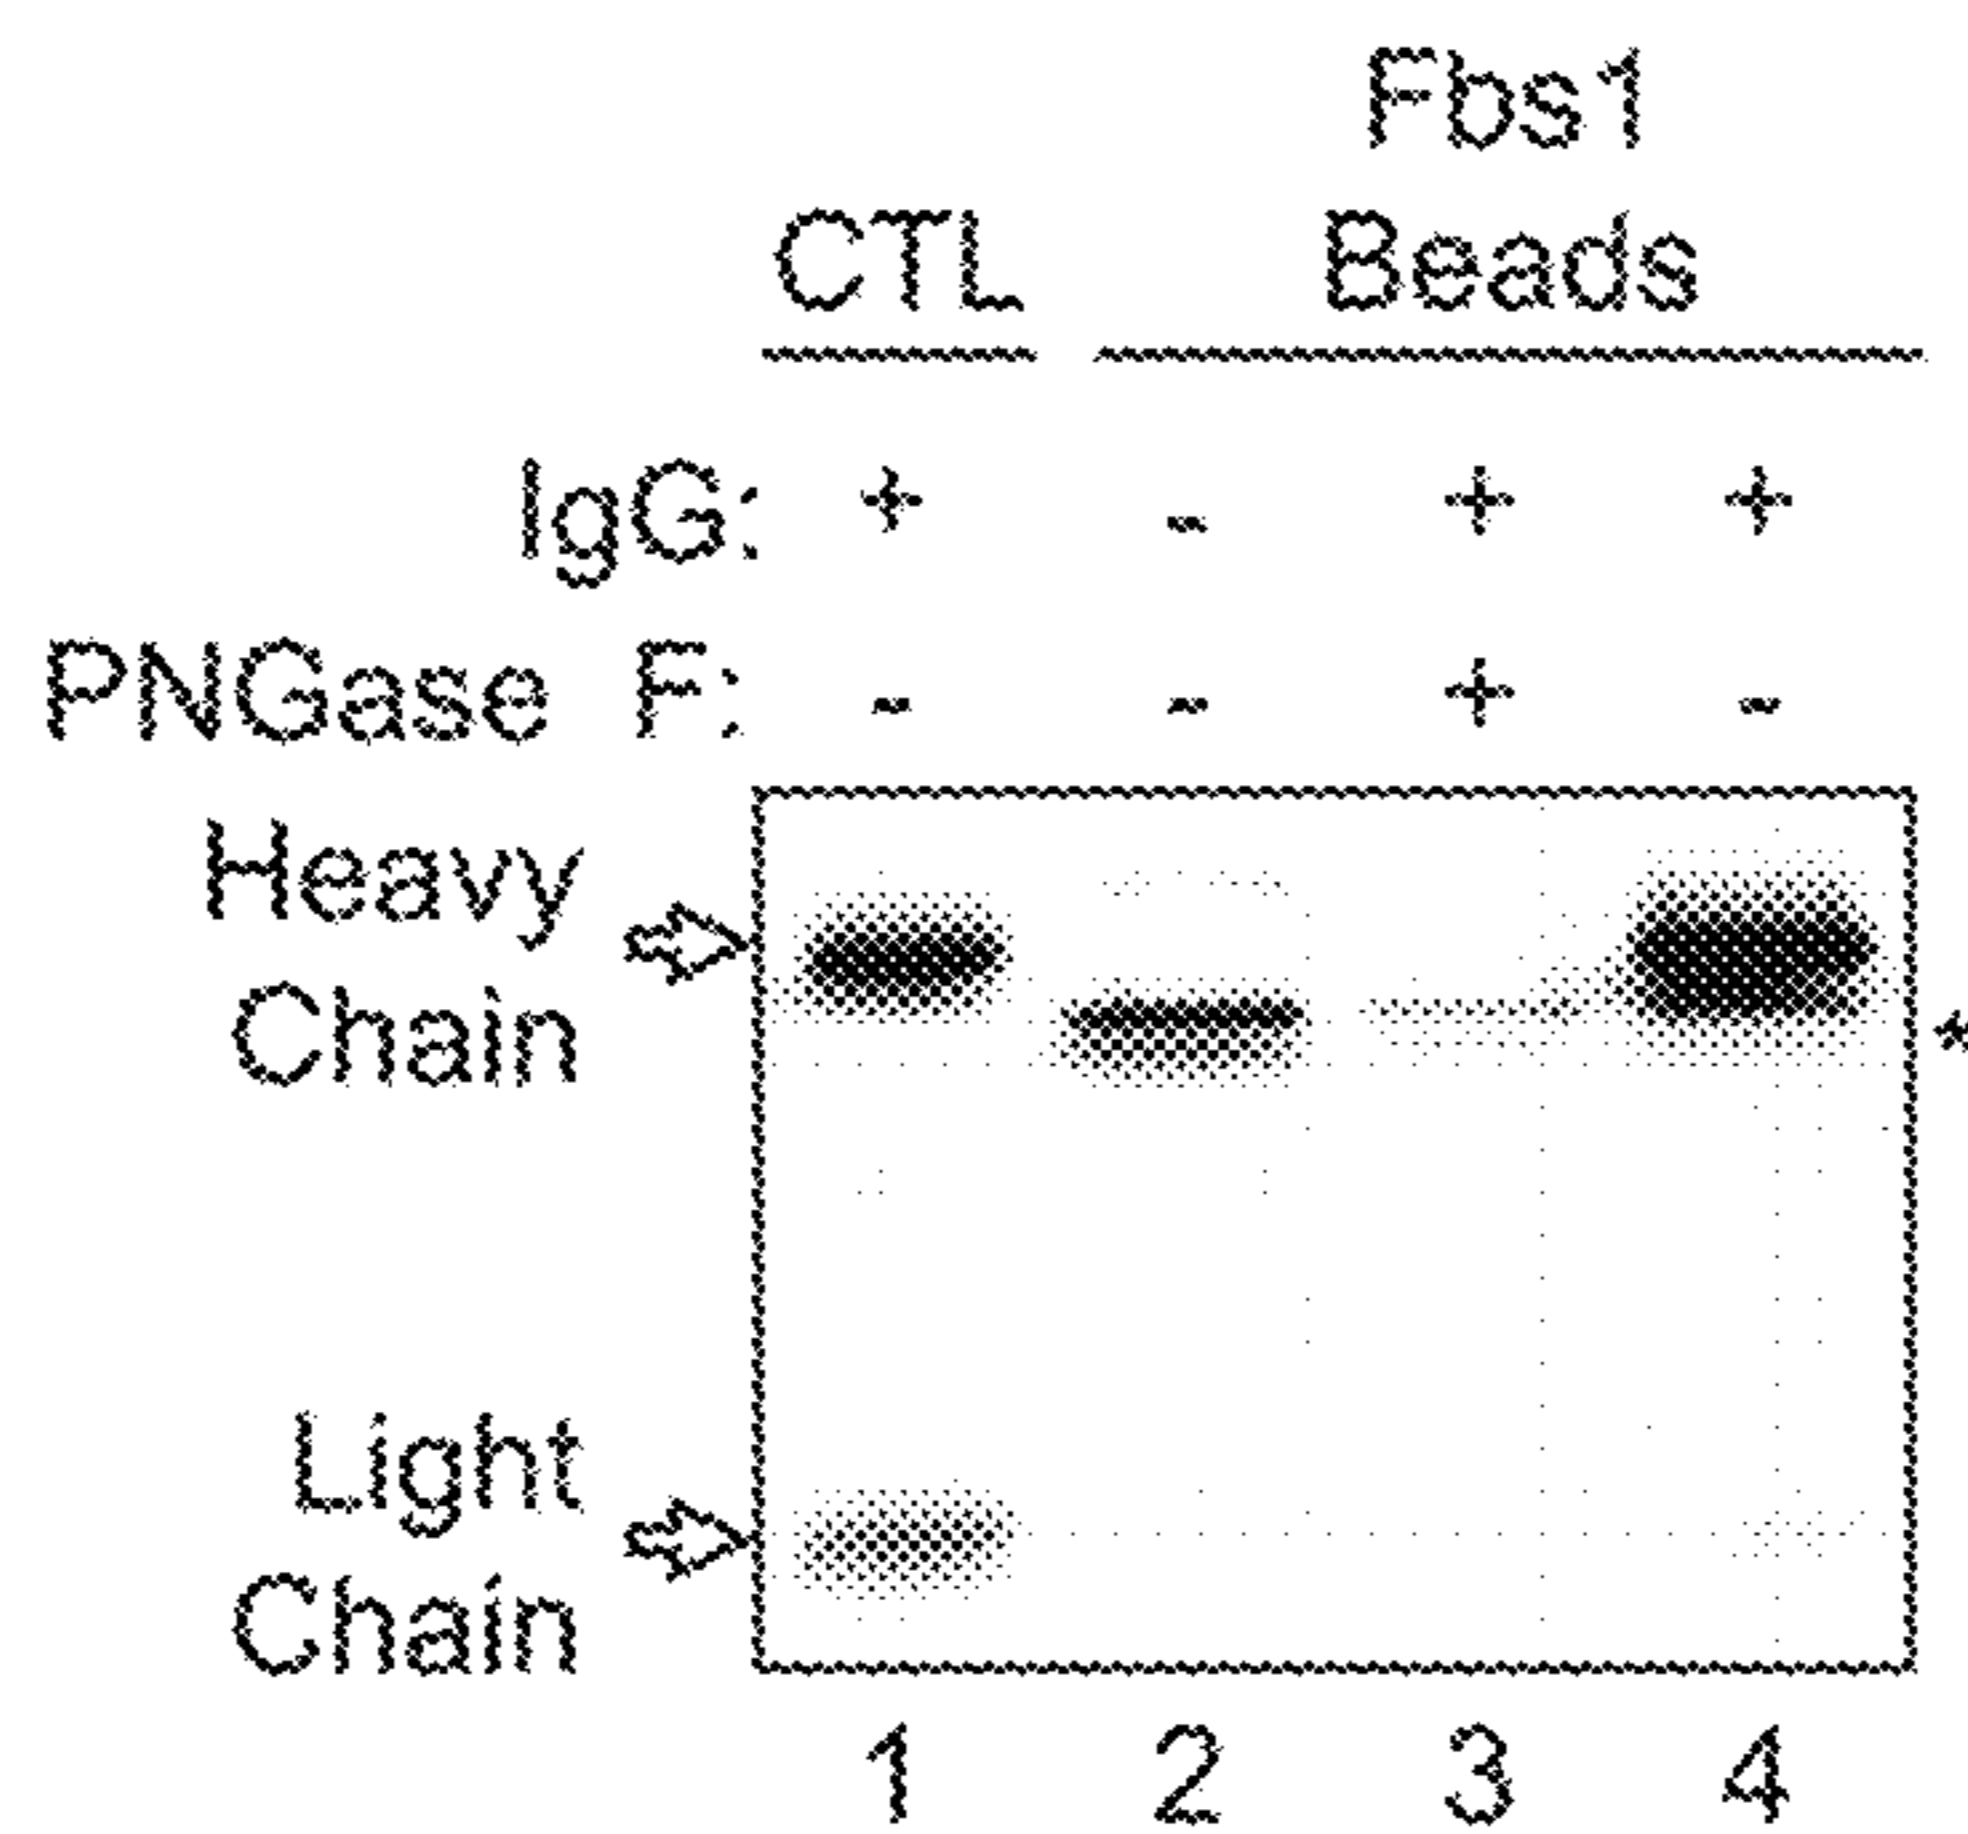 Fbs1
CTL Beads
IgG: + - + +
PNGase F: - - + -
Heavy
Chain
*
Light
Chain
1 2 3 4